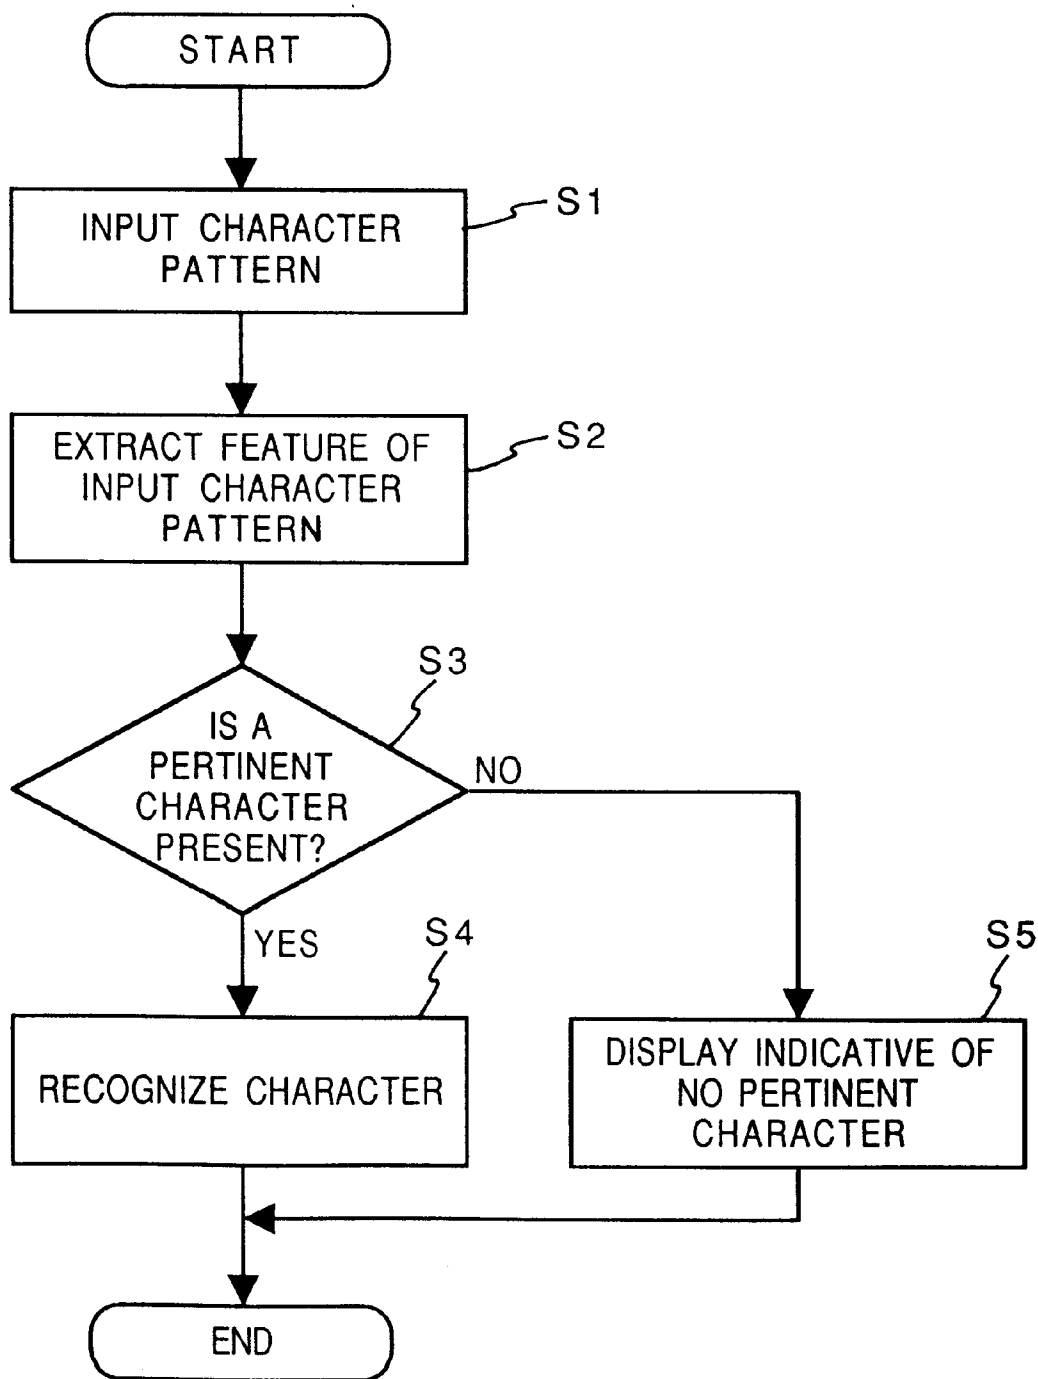 START
S1
INPUT CHARACTER
PATTERN
S2
EXTRACT FEATURE OF
INPUT CHARACTER
PATTERN
S3
IS A
PERTINENT
CHARACTER
PRESENT?
NO
YES
S4
RECOGNIZE CHARACTER
S5
DISPLAY INDICATIVE OF
NO PERTINENT
CHARACTER
END